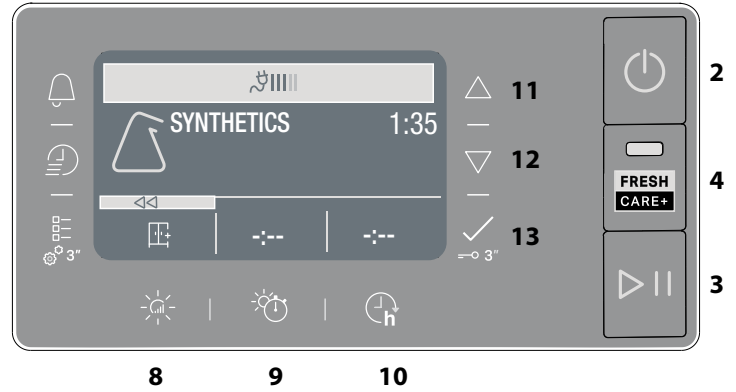 SYNTHETICS 1:35
-:-- -:--
3"
3"
h
FRESH
CARE+
11
12
13
2
4
3
8 9 10